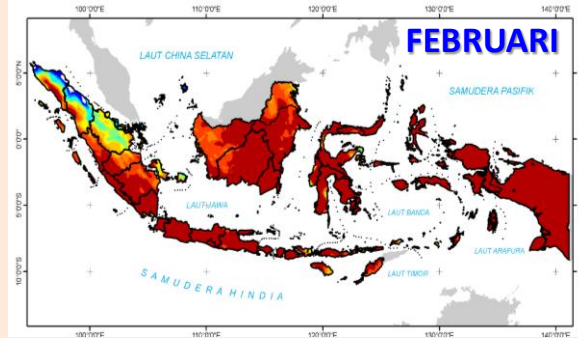 100°0'0"E 110°0'0"E 120°0'0"E 130°0'0"E 140°0'0"E
FEBRUARI
LAUT CHINA SELATAN
SAMUDERA PASIFIK
5°0'0"N
0°0'0"
5°0'0"S
10°0'0"S
LAUT JAWA
LAUT BANDA
LAUT ARAFURA
LAUT TIMOR
SAMUDERA HINDIA
100°0'0"E 110°0'0"E 120°0'0"E 130°0'0"E 140°0'0"E